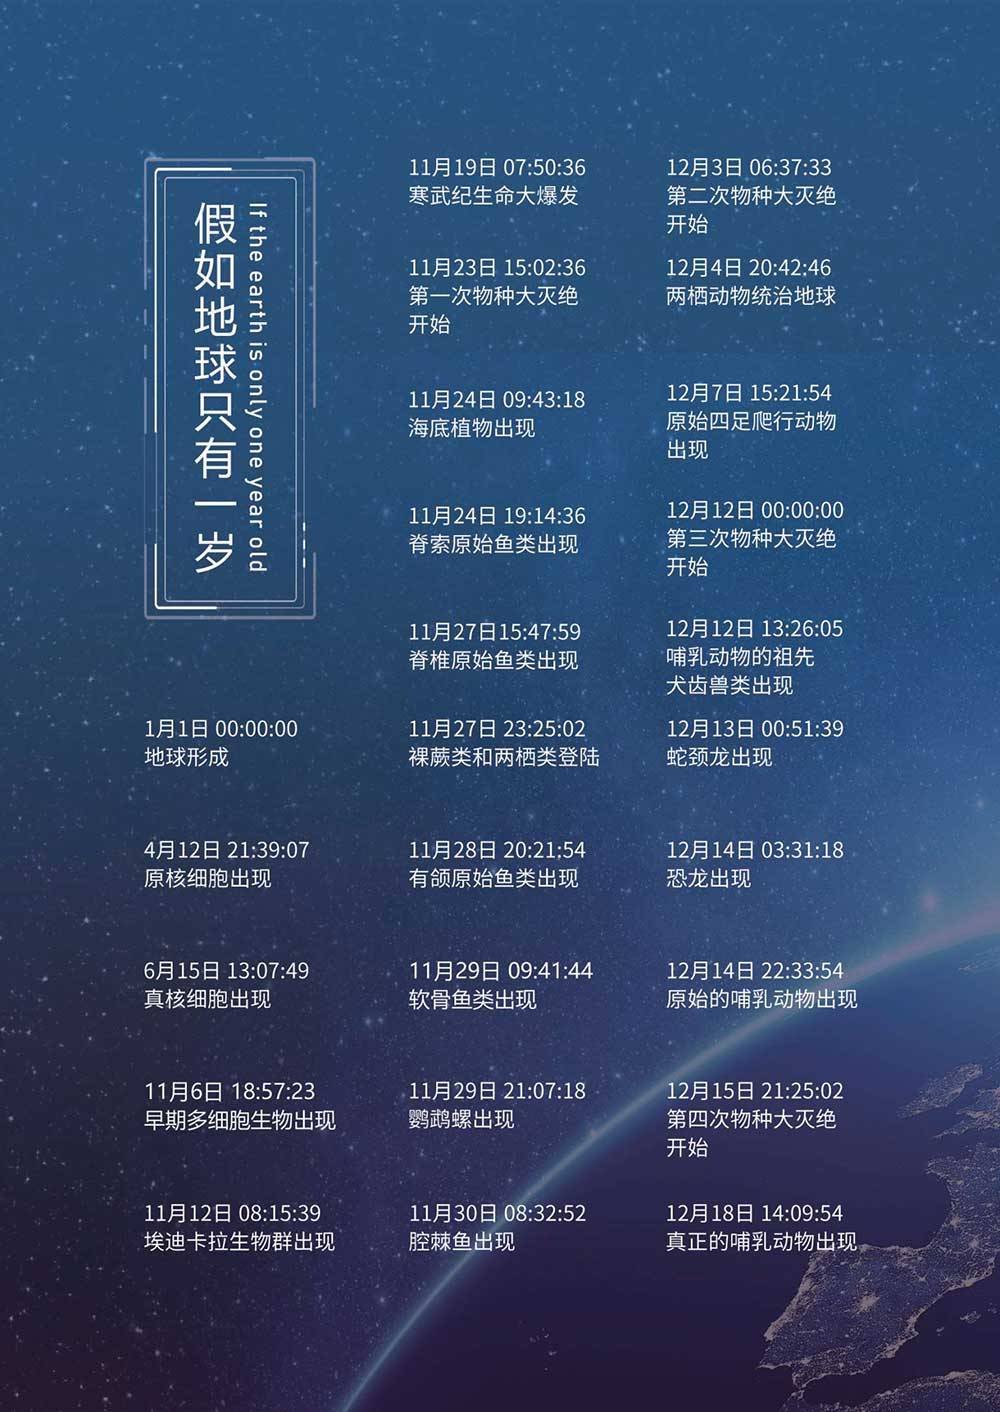 假如地球只有一岁
If the earth is only one year old
1月1日 00:00:00
地球形成
4月12日 21:39:07
原核细胞出现
6月15日 13:07:49
真核细胞出现
11月6日 18:57:23
早期多细胞生物出现
11月12日 08:15:39
埃迪卡拉生物群出现
11月19日 07:50:36
寒武纪生命大爆发
11月23日 15:02:36
第一次物种大灭绝
开始
11月24日 09:43:18
海底植物出现
11月24日 19:14:36
脊索原始鱼类出现
11月27日15:47:59
脊椎原始鱼类出现
11月27日 23:25:02
裸蕨类和两栖类登陆
11月28日 20:21:54
有颌原始鱼类出现
11月29日 09:41:44
软骨鱼类出现
11月29日 21:07:18
鹦鹉螺出现
11月30日 08:32:52
腔棘鱼出现
12月3日 06:37:33
第二次物种大灭绝
开始
12月4日 20:42:46
两栖动物统治地球
12月7日 15:21:54
原始四足爬行动物
出现
12月12日 00:00:00
第三次物种大灭绝
开始
12月12日 13:26:05
哺乳动物的祖先
犬齿兽类出现
12月13日 00:51:39
蛇颈龙出现
12月14日 03:31:18
恐龙出现
12月14日 22:33:54
原始的哺乳动物出现
12月15日 21:25:02
第四次物种大灭绝
开始
12月18日 14:09:54
真正的哺乳动物出现